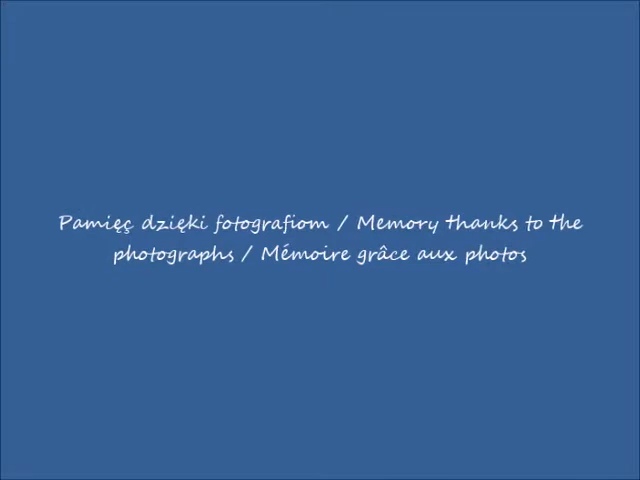 Pamięç dzięki fotografiom / Memory thanks to the
photographs / Mémoire grâce aux photos